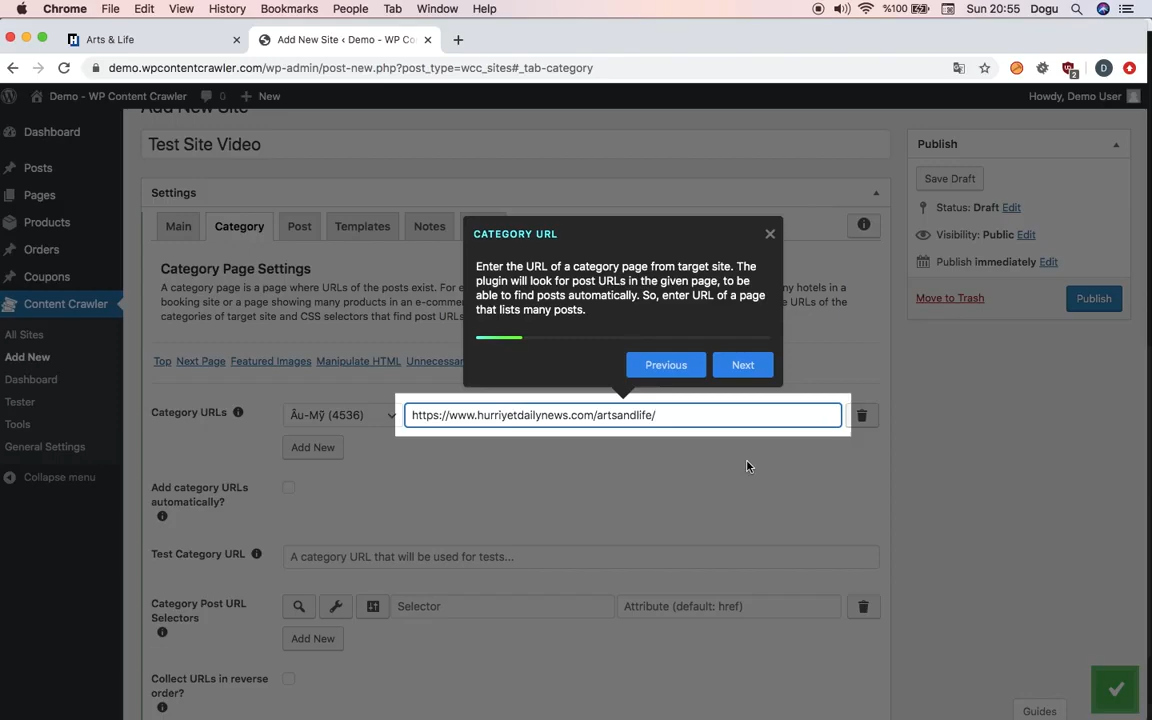 Chrome File Edit View History Bookmarks People Tab Window Help %100 Sun 20:55 Dogu
Arts & Life
Add New Site ‹ Demo - WP Co
demo.wpcontentcrawler.com/wp-admin/post-new.php?post_type=wcc_sites#_tab-category
2
D
Demo - WP Content Crawler 0 New
Howdy, Demo User
Dashboard
Posts
Pages
Products
Orders
Coupons
Content Crawler
All Sites
Add New
Dashboard
Tester
Tools
General Settings
Collapse menu
Add New Site
Test Site Video
Settings
Main Category Post Templates Notes
Category Page Settings
A category page is a page where URLs of the posts exist. For e
ny hotels in a
booking site or a page showing many products in an e-comme
he URLs of the
categories of target site and CSS selectors that find post URLs
Top Next Page Featured Images Manipulate HTML Unnecessar
CATEGORY URL
Enter the URL of a category page from target site. The
plugin will look for post URLs in the given page, to be
able to find posts automatically. So, enter URL of a page
that lists many posts.
Previous Next
Category URLs
Âu-Mỹ (4536)
https://www.hurriyetdailynews.com/artsandlife/
Add New
Add category URLs
automatically?
Test Category URL
A category URL that will be used for tests...
Category Post URL
Selectors
Selector
Attribute (default: href)
Add New
Collect URLs in reverse
order?
Publish
Save Draft
Status: Draft Edit
Visibility: Public Edit
Publish immediately Edit
Move to Trash
Publish
Guides